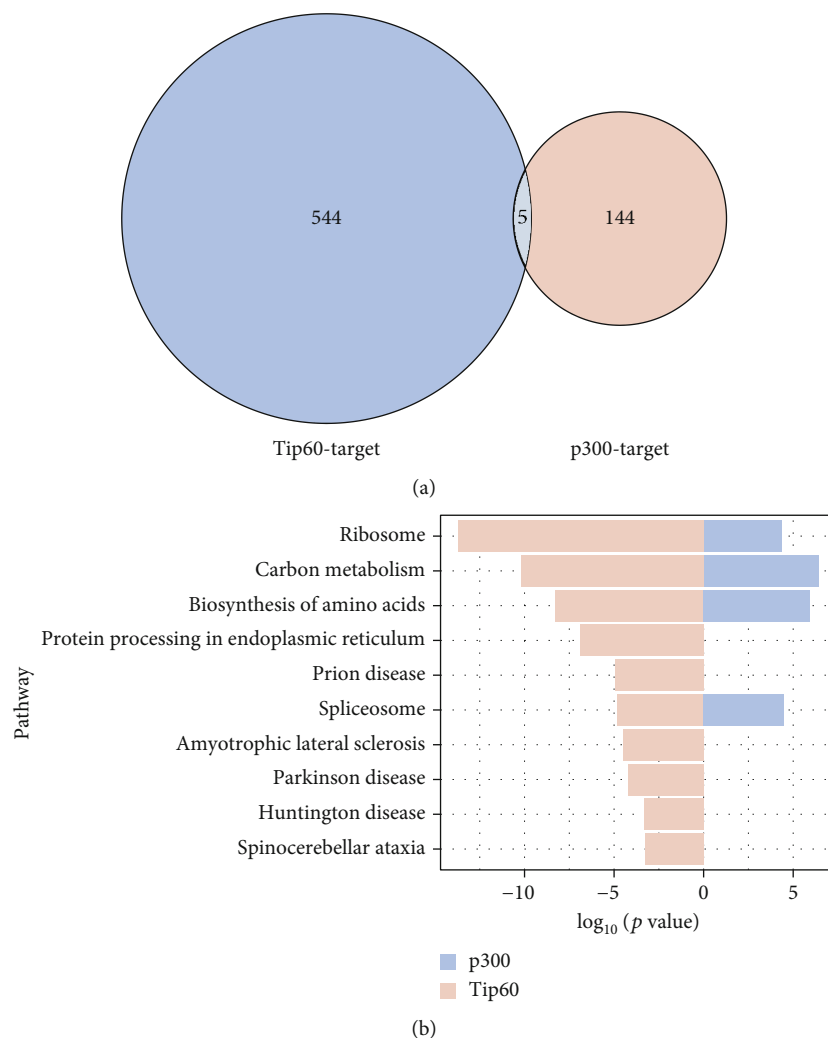 544
5
144
Tip60-target
p300-target
(a)
Pathway
Ribosome
Carbon metabolism
Biosynthesis of amino acids
Protein processing in endoplasmic reticulum
Prion disease
Spliceosome
Amyotrophic lateral sclerosis
Parkinson disease
Huntington disease
Spinocerebellar ataxia
−10 −5 0 5
log₁₀ (p value)
p300
Tip60
(b)